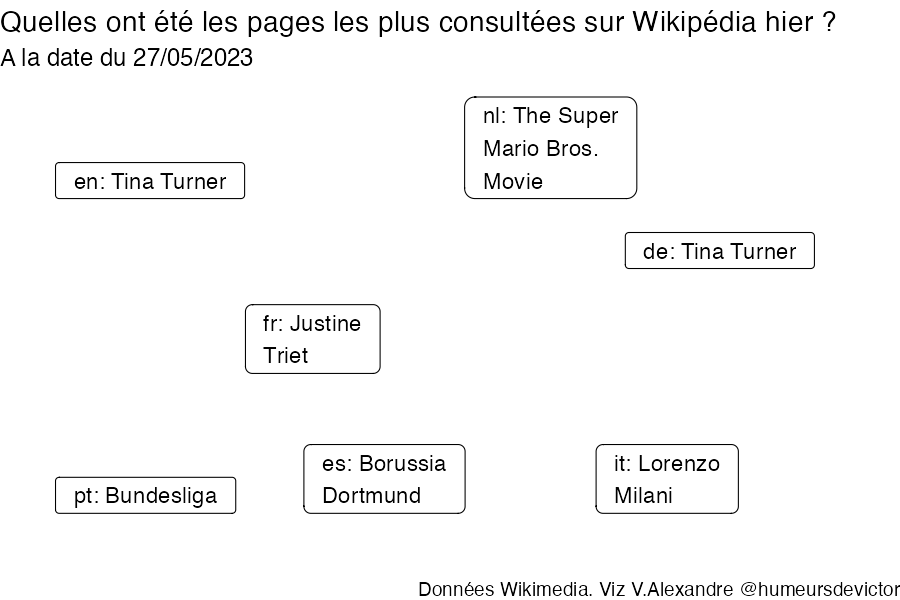 Quelles ont été les pages les plus consultées sur Wikipédia hier ?
A la date du 27/05/2023
nl: The Super
Mario Bros.
Movie
en: Tina Turner
de: Tina Turner
fr: Justine
Triet
es: Borussia
Dortmund
it: Lorenzo
Milani
pt: Bundesliga
Données Wikimedia. Viz V.Alexandre @humeursdevictor